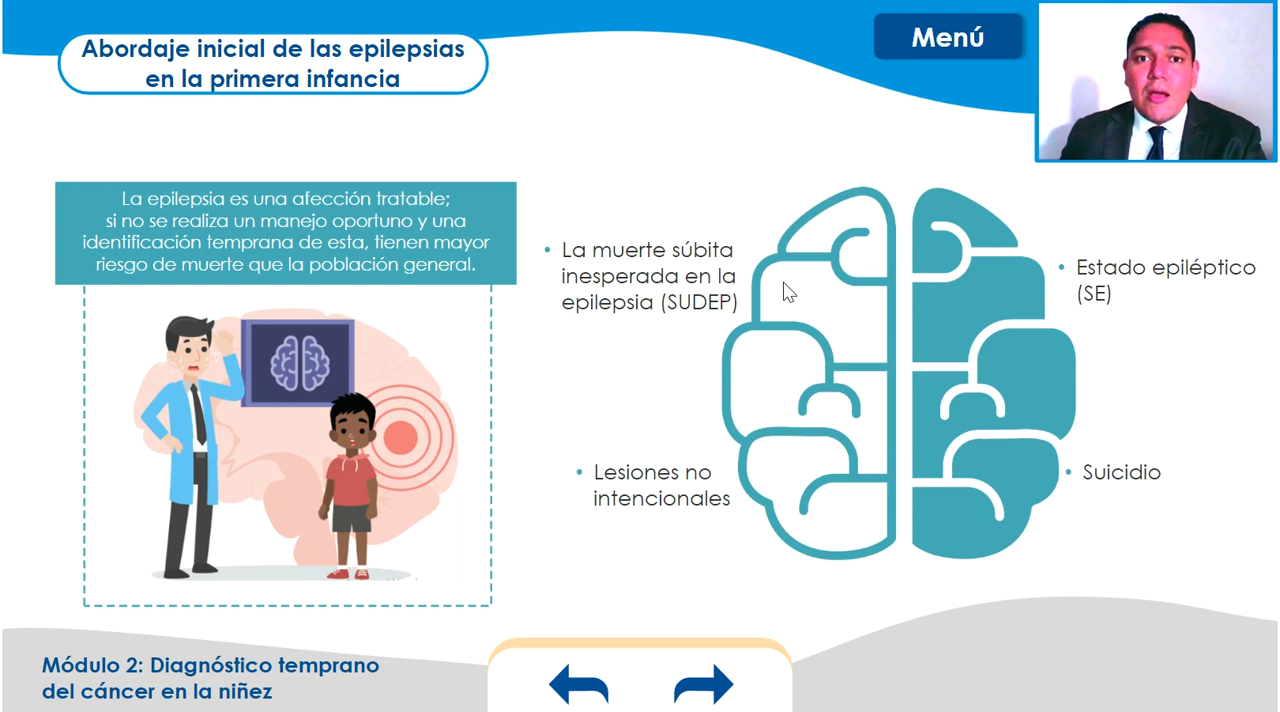 Abordaje inicial de las epilepsias
en la primera infancia
Menú
La epilepsia es una afección tratable;
si no se realiza un manejo oportuno y una
identificación temprana de esta, tienen mayor
riesgo de muerte que la población general.
• La muerte súbita
inesperada en la
epilepsia (SUDEP)
• Estado epiléptico
(SE)
• Lesiones no
intencionales
• Suicidio
Módulo 2: Diagnóstico temprano
del cáncer en la niñez